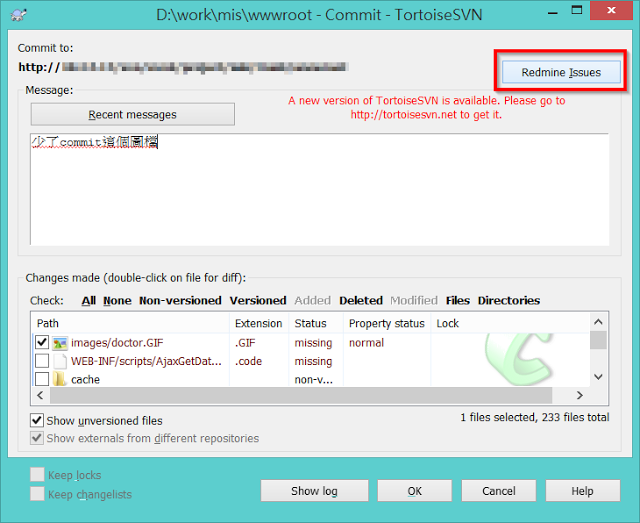 D:\work\mis\wwwroot - Commit - TortoiseSVN
Commit to:
http://
Redmine Issues
Message:
Recent messages
A new version of TortoiseSVN is available. Please go to
http://tortoisesvn.net to get it.
少了commit這個圖檔
Changes made (double-click on file for diff):
Check: All None Non-versioned Versioned Added Deleted Modified Files Directories
Path Extension Status Property status Lock
images/doctor.GIF .GIF missing normal
WEB-INF/scripts/AjaxGetDat... .code missing
cache non-v...
Show unversioned files
1 files selected, 233 files total
Show externals from different repositories
Keep locks
Keep changelists
Show log OK Cancel Help